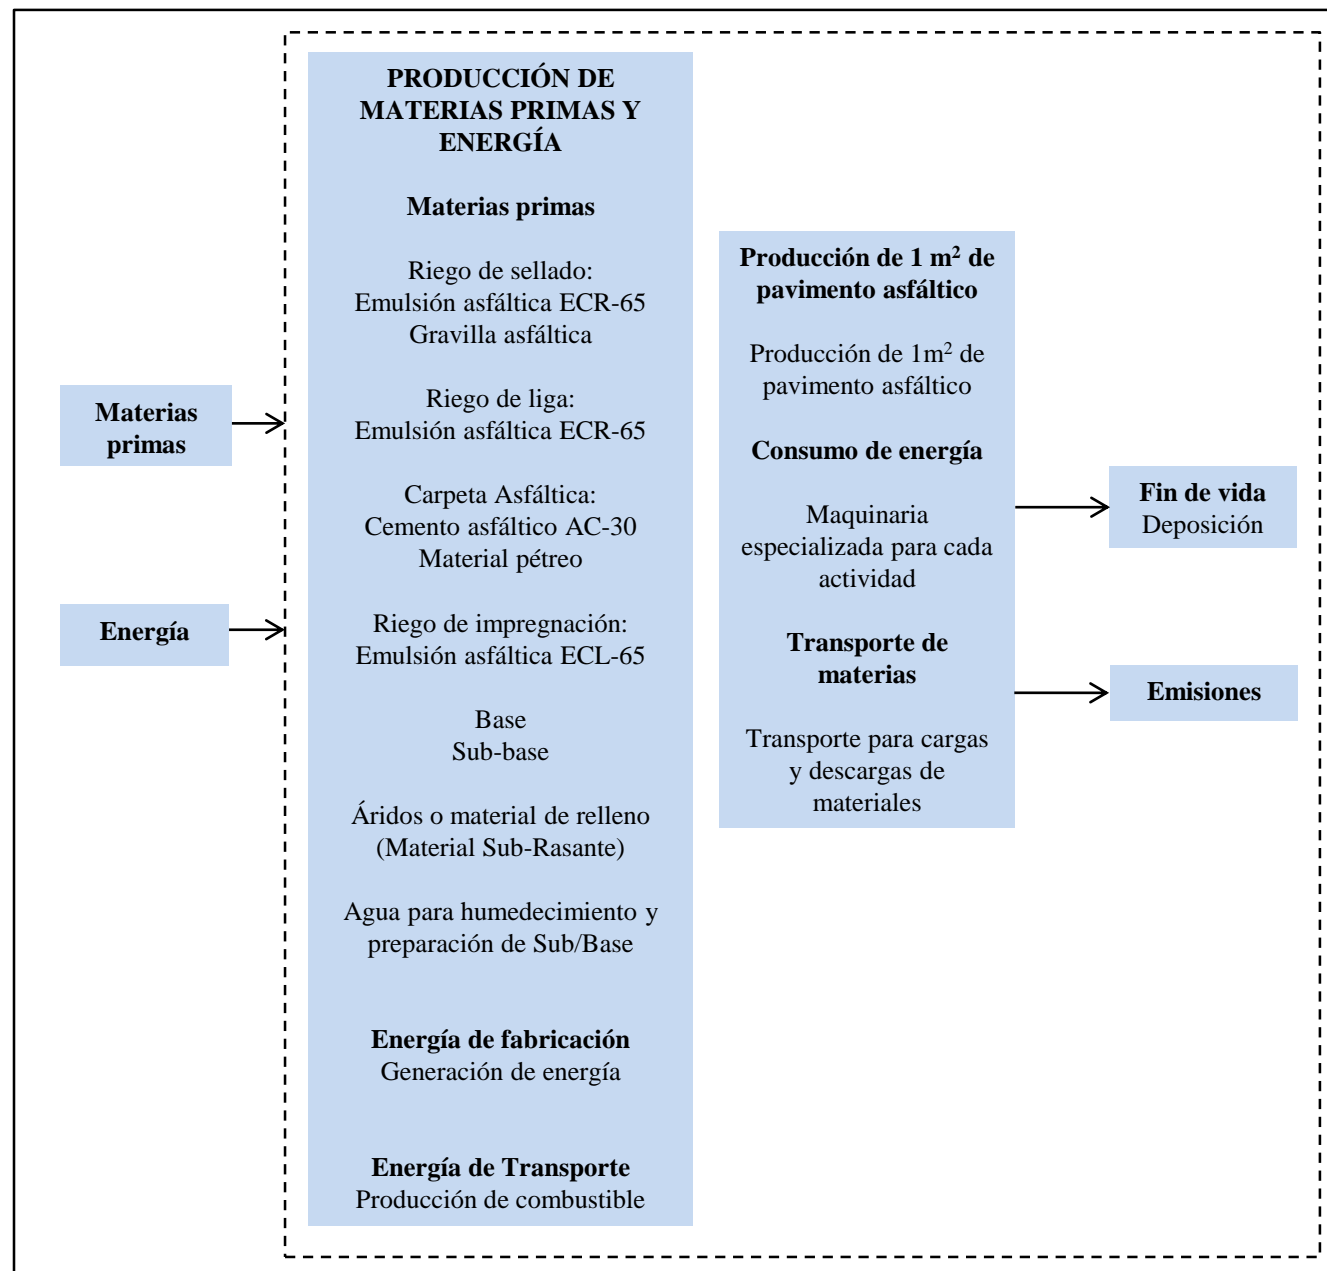 Materias
primas
Energía
PRODUCCIÓN DE
MATERIAS PRIMAS Y
ENERGÍA
Materias primas
Riego de sellado:
Emulsión asfáltica ECR-65
Gravilla asfáltica
Riego de liga:
Emulsión asfáltica ECR-65
Carpeta Asfáltica:
Cemento asfáltico AC-30
Material pétreo
Riego de impregnación:
Emulsión asfáltica ECL-65
Base
Sub-base
Áridos o material de relleno
(Material Sub-Rasante)
Agua para humedecimiento y
preparación de Sub/Base
Energía de fabricación
Generación de energía
Energía de Transporte
Producción de combustible
Producción de 1 m² de
pavimento asfáltico
Producción de 1m² de
pavimento asfáltico
Consumo de energía
Maquinaria
especializada para cada
actividad
Transporte de
materias
Transporte para cargas
y descargas de
materiales
Fin de vida
Deposición
Emisiones